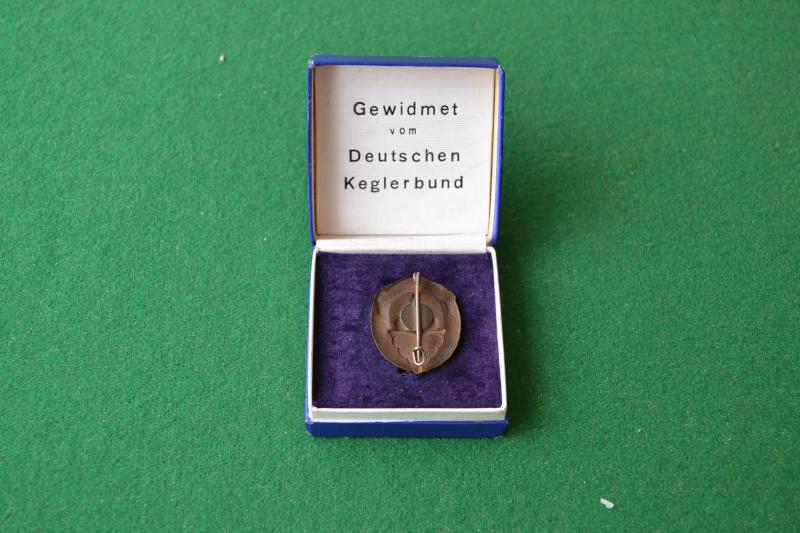 Gewidmet
vom
Deutschen
Keglerbund